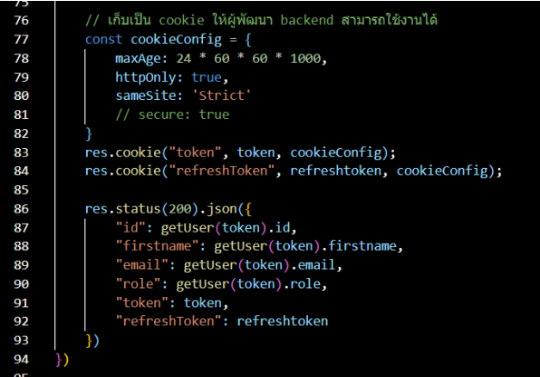 75
76 // เก็บเป็น cookie ให้ผู้พัฒนา backend สามารถใช้งานได้
77 const cookieConfig = {
78 maxAge: 24 * 60 * 60 * 1000,
79 httpOnly: true,
80 sameSite: 'Strict'
81 // secure: true
82 }
83 res.cookie("token", token, cookieConfig);
84 res.cookie("refreshToken", refreshtoken, cookieConfig);
85
86 res.status(200).json({
87 "id": getUser(token).id,
88 "firstname": getUser(token).firstname,
89 "email": getUser(token).email,
90 "role": getUser(token).role,
91 "token": token,
92 "refreshToken": refreshtoken
93 })
94 })
95